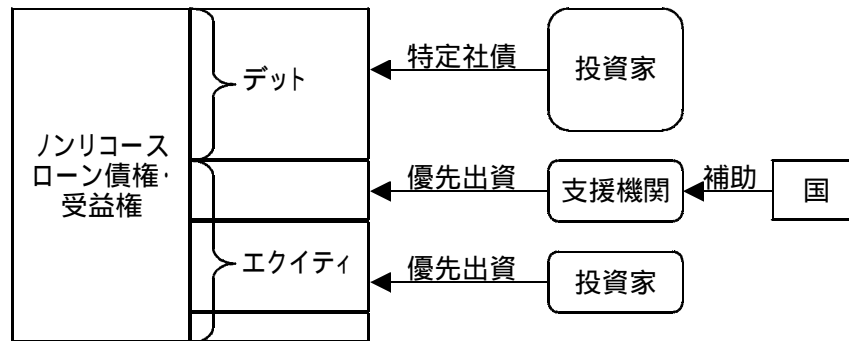 ノンリコース
ローン債権・
受益権
デット
特定社債
投資家
優先出資
支援機関
補助
国
エクイティ
優先出資
投資家